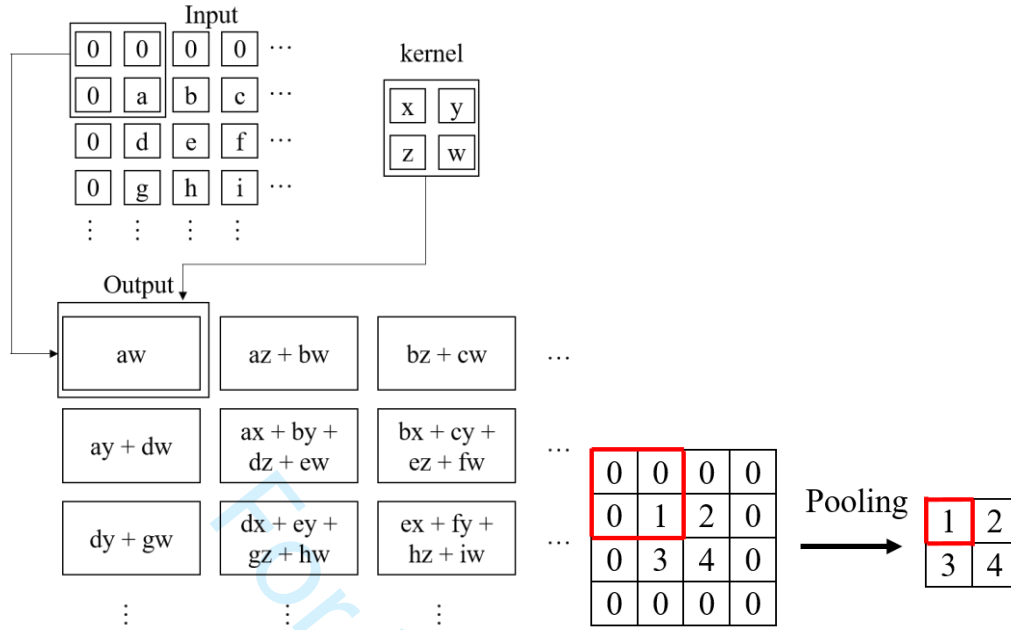 Input
0 0 0 0 ...
0 a b c ...
0 d e f ...
0 g h i ...
⋮ ⋮ ⋮ ⋮
kernel
x y
z w
Output
aw az + bw bz + cw ...
ay + dw ax + by + dz + ew bx + cy + ez + fw ...
dy + gw dx + ey + gz + hw ex + fy + hz + iw ...
⋮ ⋮ ⋮
For
0 0 0 0
0 1 2 0
0 3 4 0
0 0 0 0
Pooling
1 2
3 4